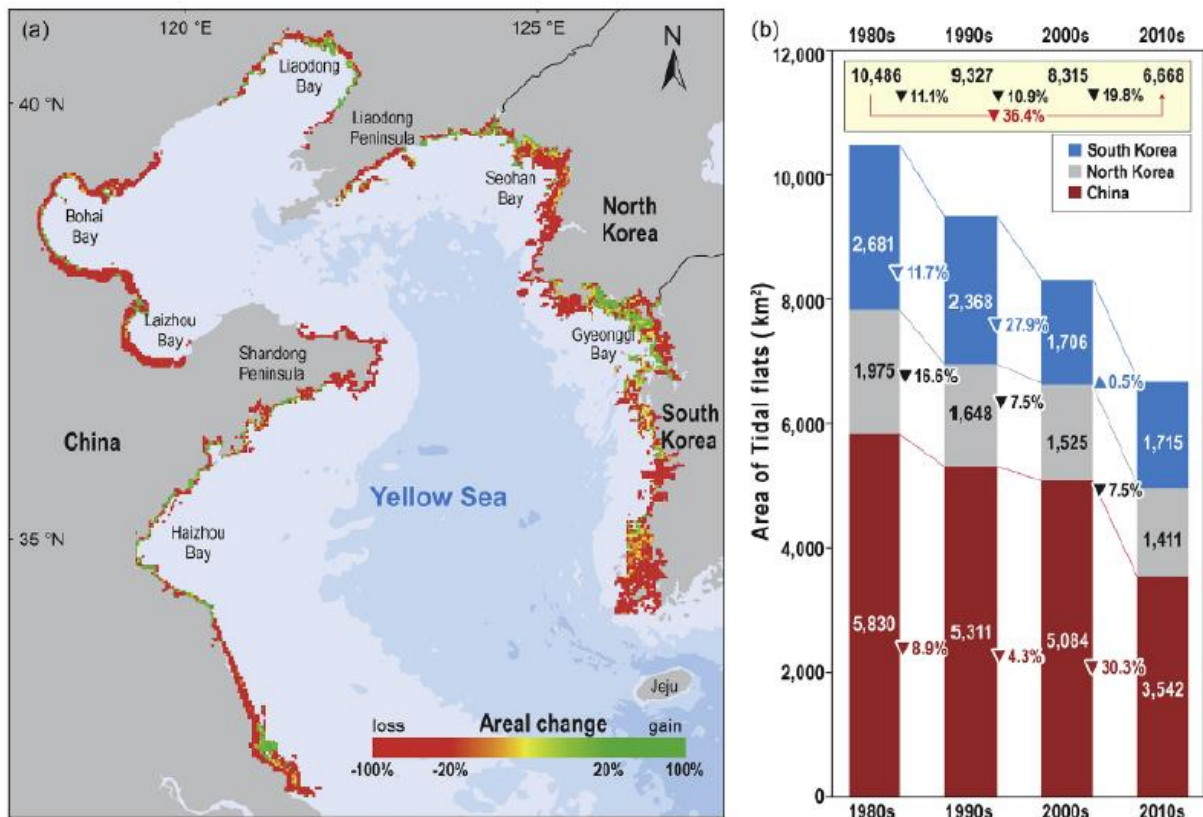 (a)
120 °E
125 °E
N
40 °N
35 °N
Liaodong
Bay
Liaodong
Peninsula
Seohan
Bay
North
Korea
Bohai
Bay
Laizhou
Bay
Shandong
Peninsula
Gyeonggi
Bay
South
Korea
China
Yellow Sea
Haizhou
Bay
Jeju
loss Areal change gain
-100% -20% 20% 100%
(b)
1980s 1990s 2000s 2010s
12,000
10,486 9,327 8,315 6,668
▼11.1% ▼10.9% ▼19.8%
▼36.4%
South Korea
North Korea
China
Area of Tidal flats ( km²)
10,000
8,000
6,000
4,000
2,000
0
2,681 2,368 1,706 1,715
▽11.7% ▽27.9% ▲0.5%
1,975 1,648 1,525 1,411
▼16.6% ▼7.5% ▼7.5%
5,830 5,311 5,084 3,542
▼8.9% ▼4.3% ▼30.3%
1980s 1990s 2000s 2010s